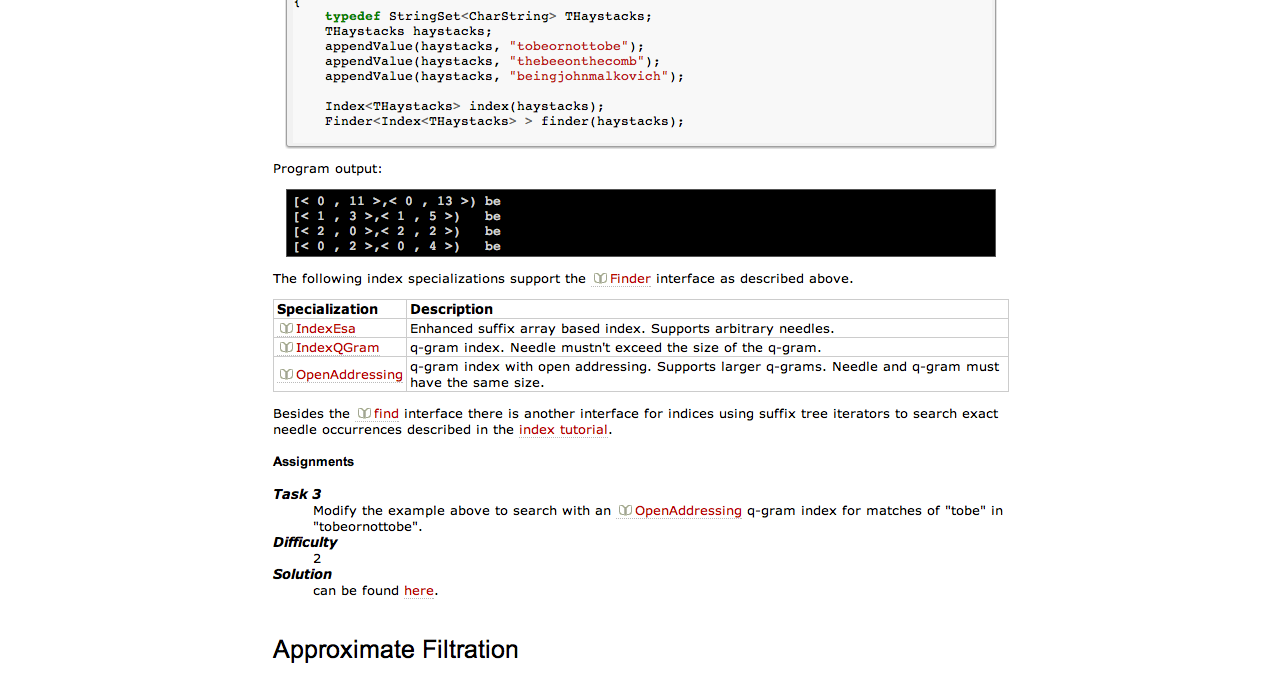 {
typedef StringSet<CharString> THaystacks;
THaystacks haystacks;
appendValue(haystacks, "tobeornottobe");
appendValue(haystacks, "thebeeonthecomb");
appendValue(haystacks, "beingjohnmalkovich");
Index<THaystacks> index(haystacks);
Finder<Index<THaystacks> > finder(haystacks);
Program output:
[< 0 , 11 >,< 0 , 13 >) be
[< 1 , 3 >,< 1 , 5 >) be
[< 2 , 0 >,< 2 , 2 >) be
[< 0 , 2 >,< 0 , 4 >) be
The following index specializations support the Finder interface as described above.
Specialization Description
IndexEsa Enhanced suffix array based index. Supports arbitrary needles.
IndexQGram q-gram index. Needle mustn't exceed the size of the q-gram.
OpenAddressing q-gram index with open addressing. Supports larger q-grams. Needle and q-gram must
have the same size.
Besides the find interface there is another interface for indices using suffix tree iterators to search exact
needle occurrences described in the index tutorial.
Assignments
Task 3
Modify the example above to search with an OpenAddressing q-gram index for matches of "tobe" in
"tobeornottobe".
Difficulty
2
Solution
can be found here.
Approximate Filtration